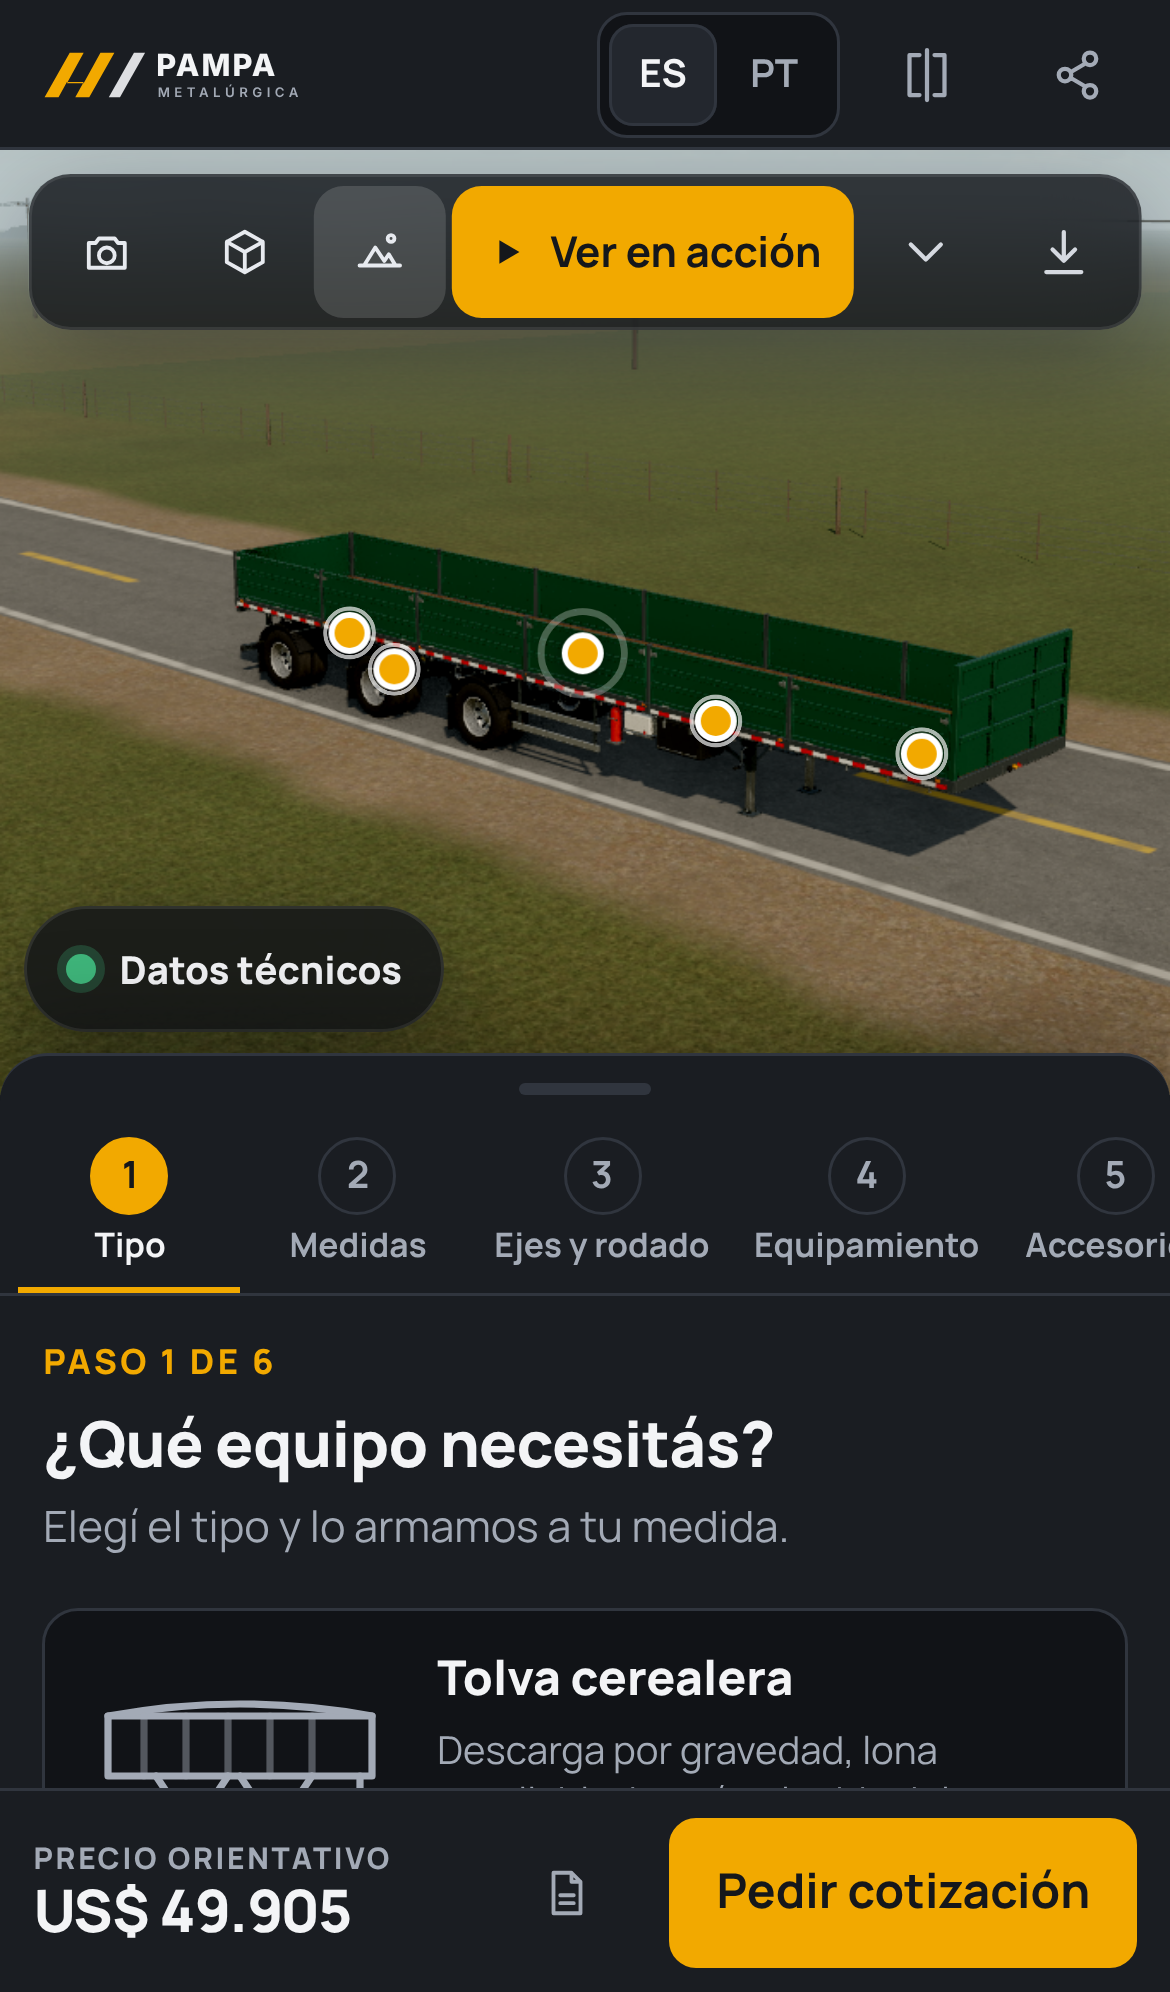 PAMPA
METALÚRGICA
ES
PT
Ver en acción
Datos técnicos
1
2
3
4
5
Tipo
Medidas
Ejes y rodado
Equipamiento
PASO 1 DE 6
¿Qué equipo necesitás?
Elegí el tipo y lo armamos a tu medida.
Tolva cerealera
Descarga por gravedad, lona
PRECIO ORIENTATIVO
US$ 49.905
Pedir cotización